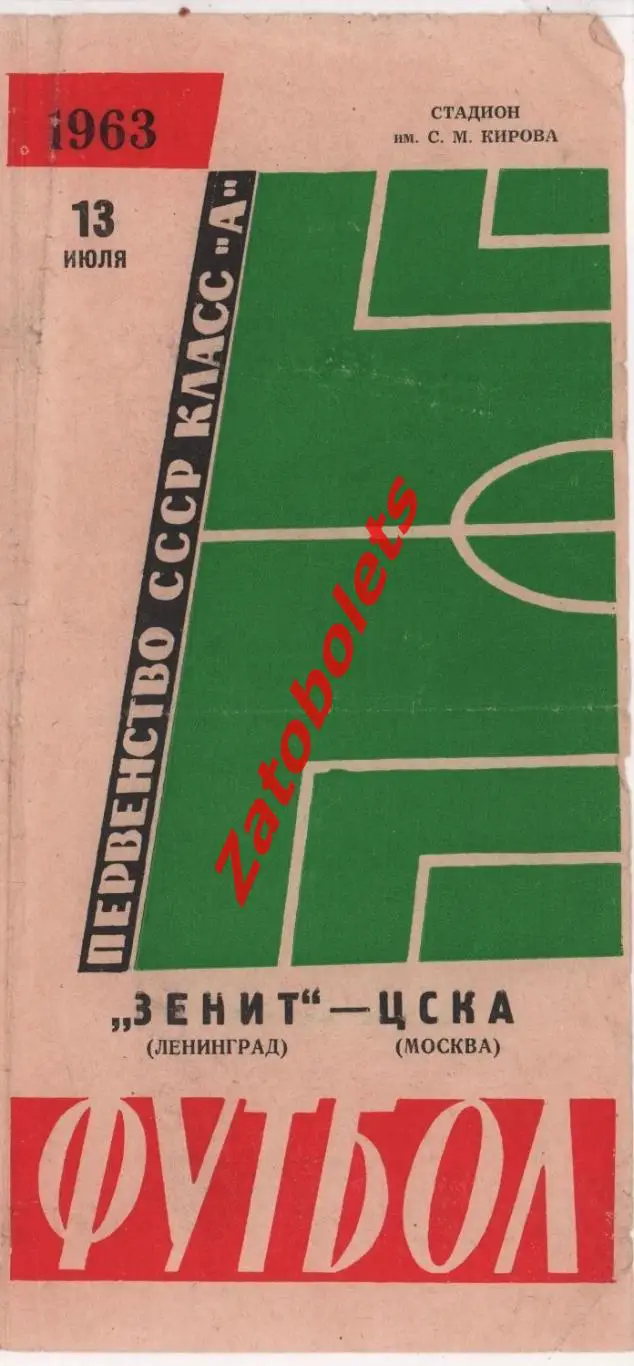 1963
СТАДИОН
им. С. М. КИРОВА
13
ИЮЛЯ
ПЕРВЕНСТВО СССР КЛАСС „А"
Zatobolets
„ЗЕНИТ“—ЦСКА
(ЛЕНИНГРАД) (МОСКВА)
ФУТБОЛ